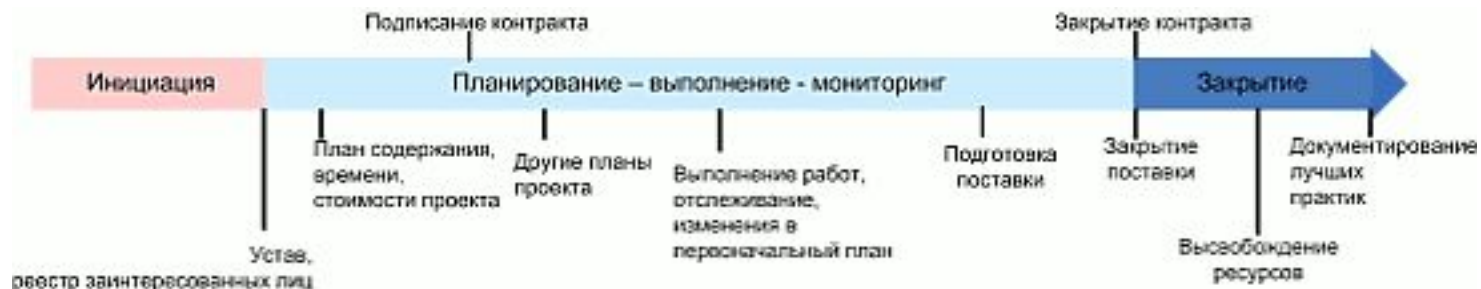 Подписание контракта
Закрытие контракта
Инициация
Планирование – выполнение - мониторинг
Закрытие
План содержания,
времени,
стоимости проекта
Другие планы
проекта
Выполнение работ,
отслеживание,
изменения в
первоначальный план
Подготовка
поставки
Закрытие
поставки
Документирование
лучших
практик
Устав,
реестр заинтересованных лиц
Высвобождение
ресурсов